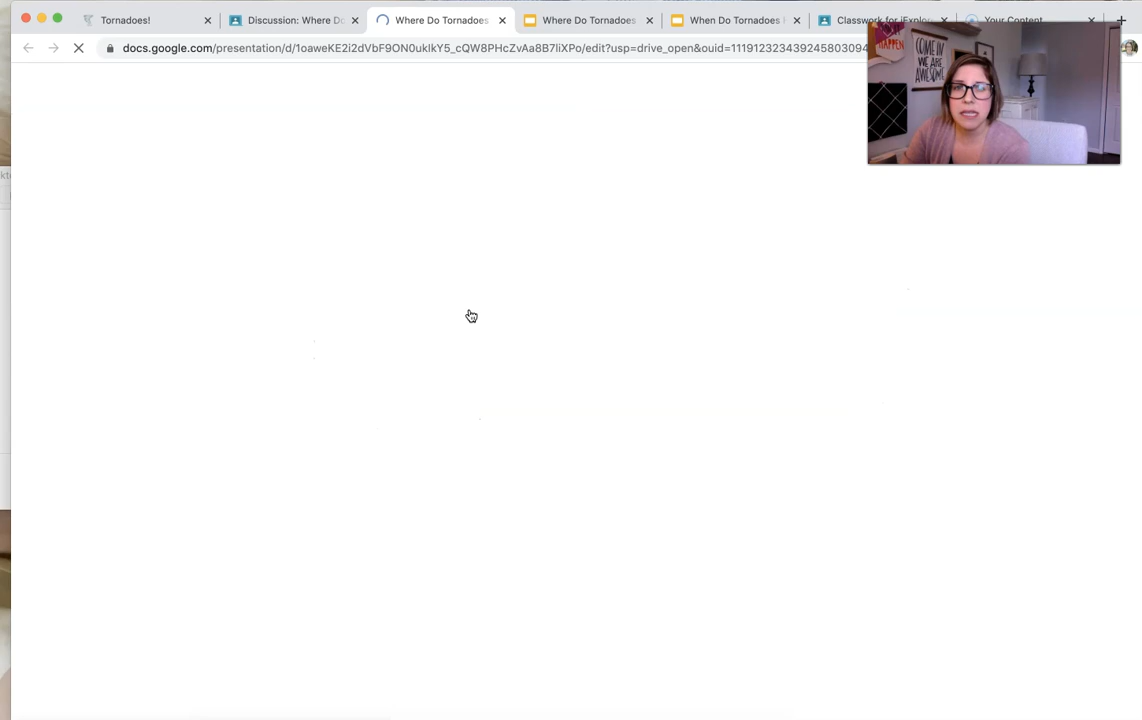 Tornadoes!
Discussion: Where Do
Where Do Tornadoes
Where Do Tornadoes
When Do Tornadoes
Classwork for iExplo
Your Content
docs.google.com/presentation/d/1oaweKE2i2dVbF9ON0ukIkY5_cQW8PHcZvAa8B7liXPo/edit?usp=drive_open&ouid=111912323439245803094
HAPPEN
COME IN
WE ARE
AWESOME